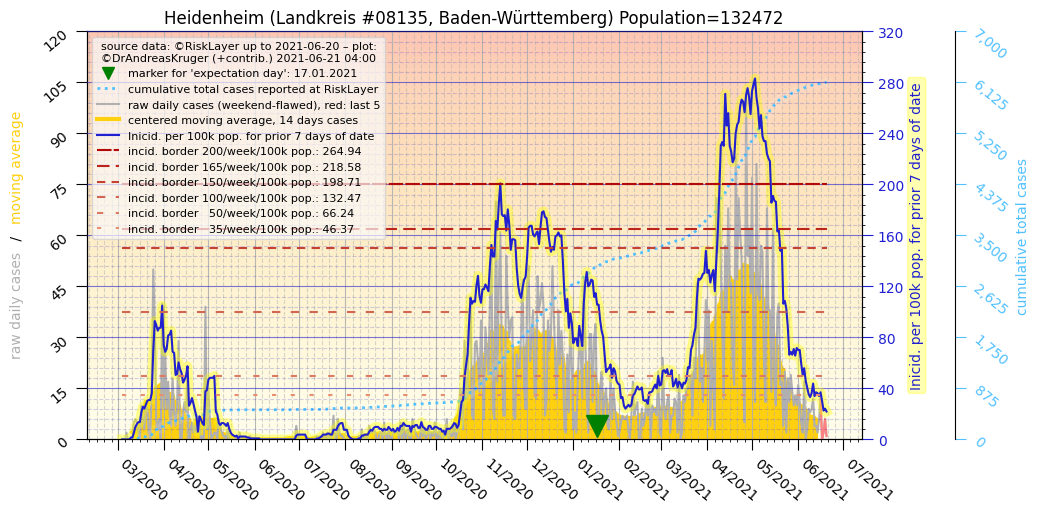 Heidenheim (Landkreis #08135, Baden-Württemberg) Population=132472
source data: ©RiskLayer up to 2021-06-20 – plot:
©DrAndreasKruger (+contrib.) 2021-06-21 04:00
marker for 'expectation day': 17.01.2021
cumulative total cases reported at RiskLayer
raw daily cases (weekend-flawed), red: last 5
centered moving average, 14 days cases
Inicid. per 100k pop. for prior 7 days of date
incid. border 200/week/100k pop.: 264.94
incid. border 165/week/100k pop.: 218.58
incid. border 150/week/100k pop.: 198.71
incid. border 100/week/100k pop.: 132.47
incid. border 50/week/100k pop.: 66.24
incid. border 35/week/100k pop.: 46.37
raw daily cases / moving average
120
105
90
75
60
45
30
15
0
03/2020
04/2020
05/2020
06/2020
07/2020
08/2020
09/2020
10/2020
11/2020
12/2020
01/2021
02/2021
03/2021
04/2021
05/2021
06/2021
07/2021
320
280
240
200
160
120
80
40
0
Inicid. per 100k pop. for prior 7 days of date
7,000
6,125
5,250
4,375
3,500
2,625
1,750
875
0
cumulative total cases